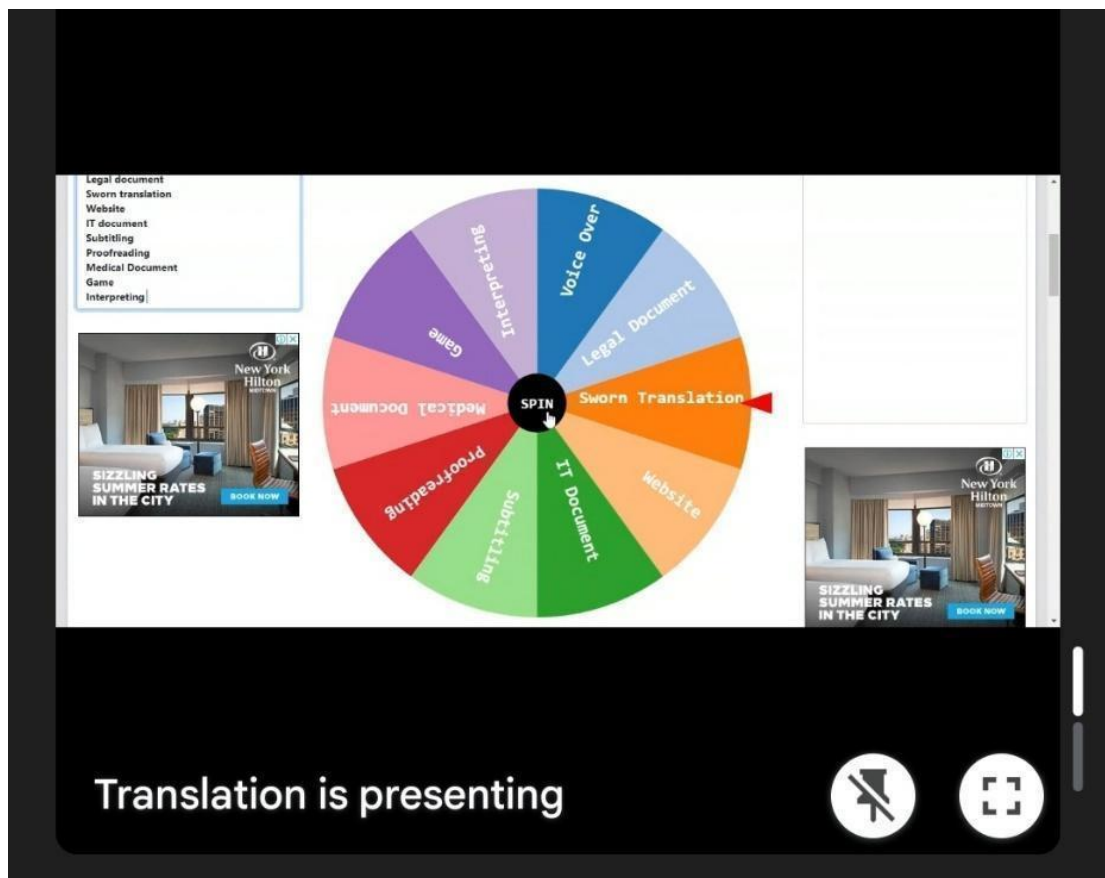 Legal document
Sworn translation
Website
IT document
Subtitling
Proofreading
Medical Document
Game
Interpreting
New York
Hilton
MIDTOWN
SIZZLING
SUMMER RATES
IN THE CITY
BOOK NOW
Voice Over
Legal Document
Sworn Translation
Website
IT Document
Subtitling
Proofreading
Medical Document
Game
Interpreting
SPIN
New York
Hilton
MIDTOWN
SIZZLING
SUMMER RATES
IN THE CITY
BOOK NOW
Translation is presenting